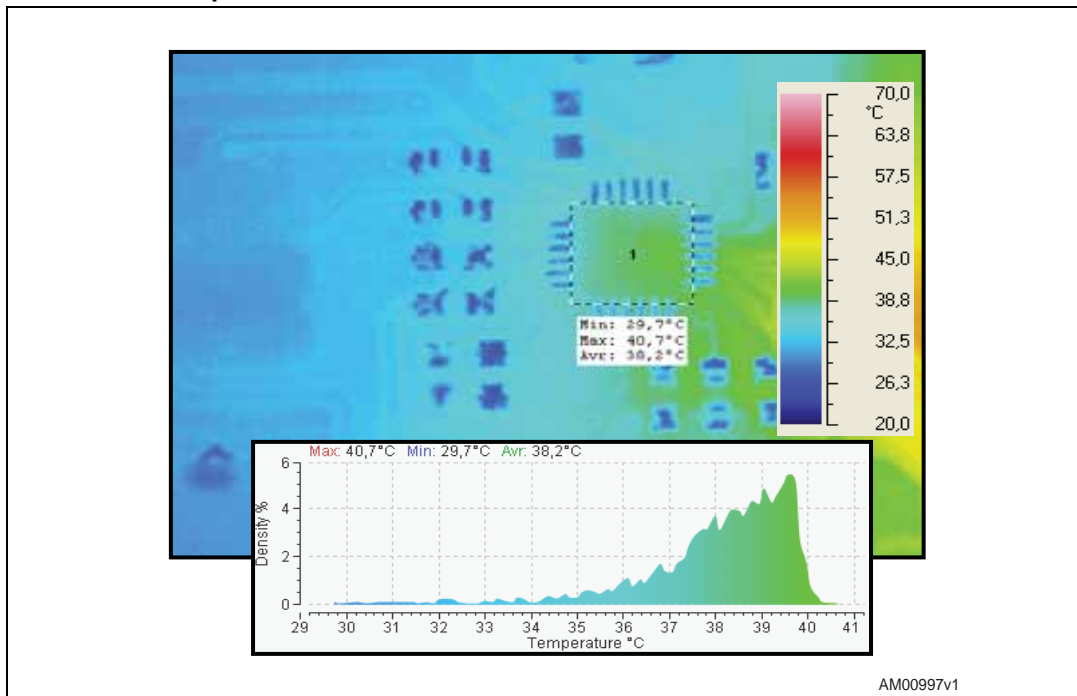 70,0
°C
63,8
57,5
51,3
45,0
38,8
32,5
26,3
20,0
1
Min: 29,7°C
Max: 40,7°C
Avr: 38,2°C
Max: 40,7°C Min: 29,7°C Avr: 38,2°C
6
4
2
0
Density %
29 30 31 32 33 34 35 36 37 38 39 40 41
Temperature °C
AM00997v1